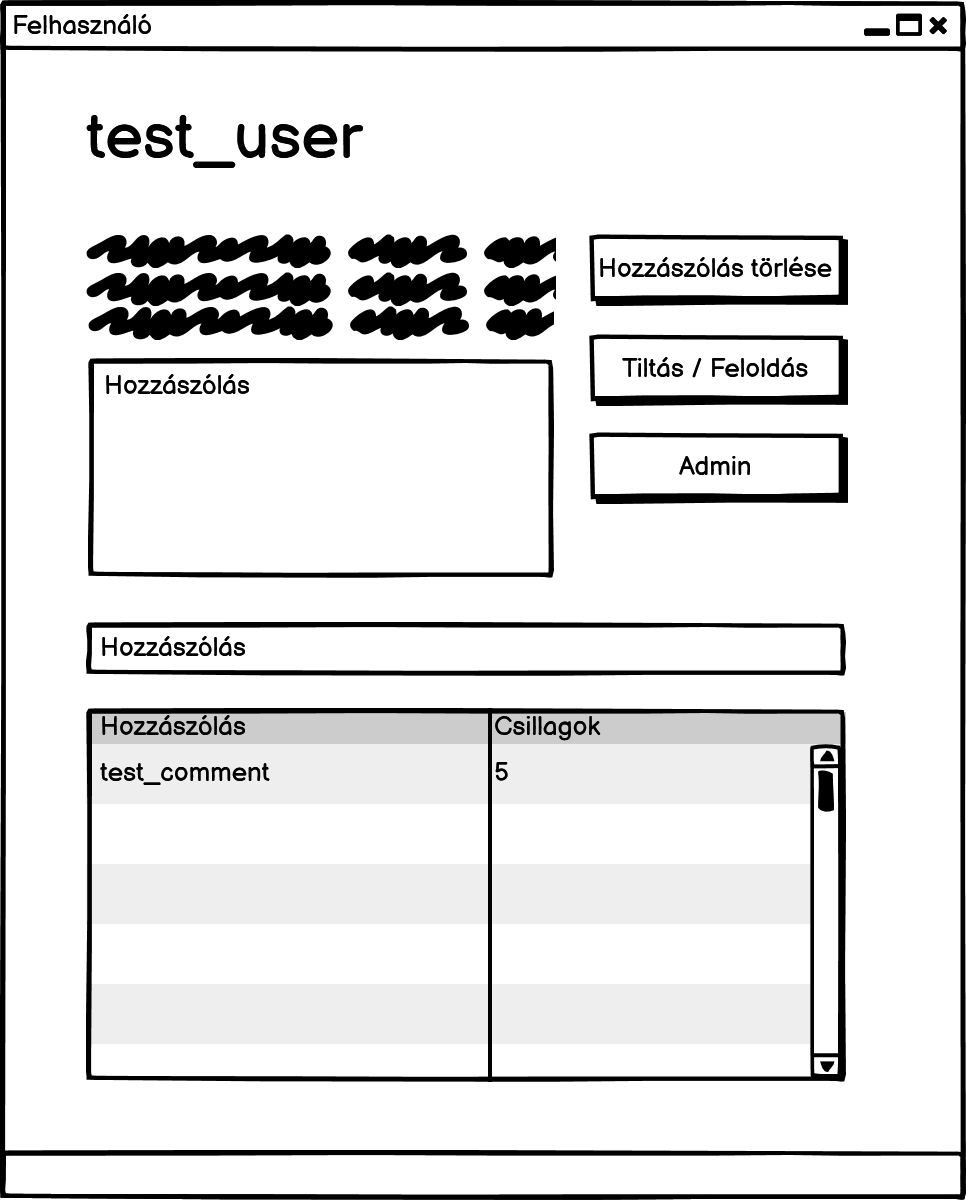 Felhasználó
test_user
Hozzászólás törlése
Tiltás / Feloldás
Admin
Hozzászólás
Hozzászólás
Hozzászólás Csillagok
test_comment 5